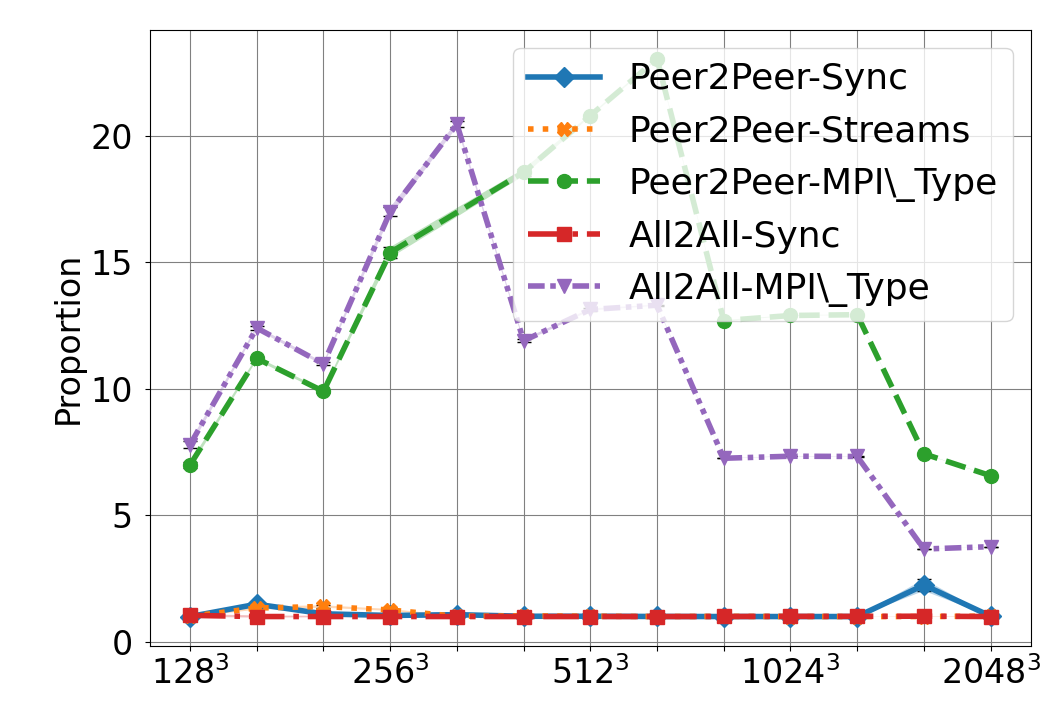 Peer2Peer-Sync
Peer2Peer-Streams
Peer2Peer-MPI\_Type
All2All-Sync
All2All-MPI\_Type
Proportion
20
15
10
5
0
128³ 256³ 512³ 1024³ 2048³